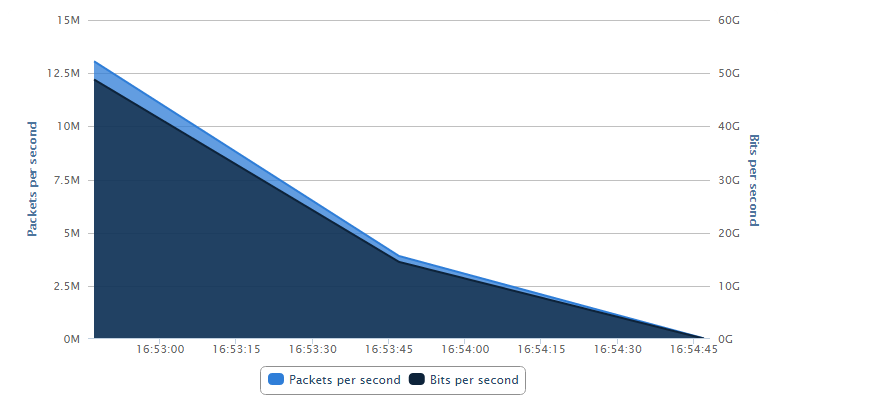 15M
60G
12.5M
50G
10M
40G
7.5M
30G
5M
20G
2.5M
10G
0M
0G
Packets per second
Bits per second
16:53:00 16:53:15 16:53:30 16:53:45 16:54:00 16:54:15 16:54:30 16:54:45
Packets per second Bits per second